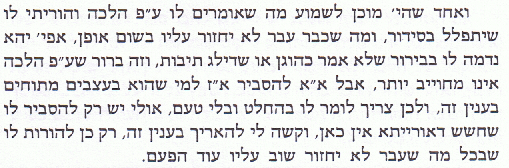 ואחד שהי׳ מוכן לשמוע מה שאומרים לו ע״פ הלכה והוריתי לו
שיתפלל בסידור, ומה שכבר עבר לא יחזור עליו בשום אופן, אפי׳ יהא
נדמה לו בבירור שלא אמר כהוגן או שדילג תיבות, וזה ברור שע״פ הלכה
אינו מחוייב יותר, אבל א״א להסביר א״ז למי שהוא בעצבים מתוחים
בענין זה, ולכן צריך לומר לו בהחלט ובלי טעם, אולי יש רק להסביר לו
שחשש דאורייתא אין כאן, וקשה לי להאריך בענין זה, רק כן להורות לו
שבכל מה שעבר לא יחזור שוב עליו עוד הפעם.